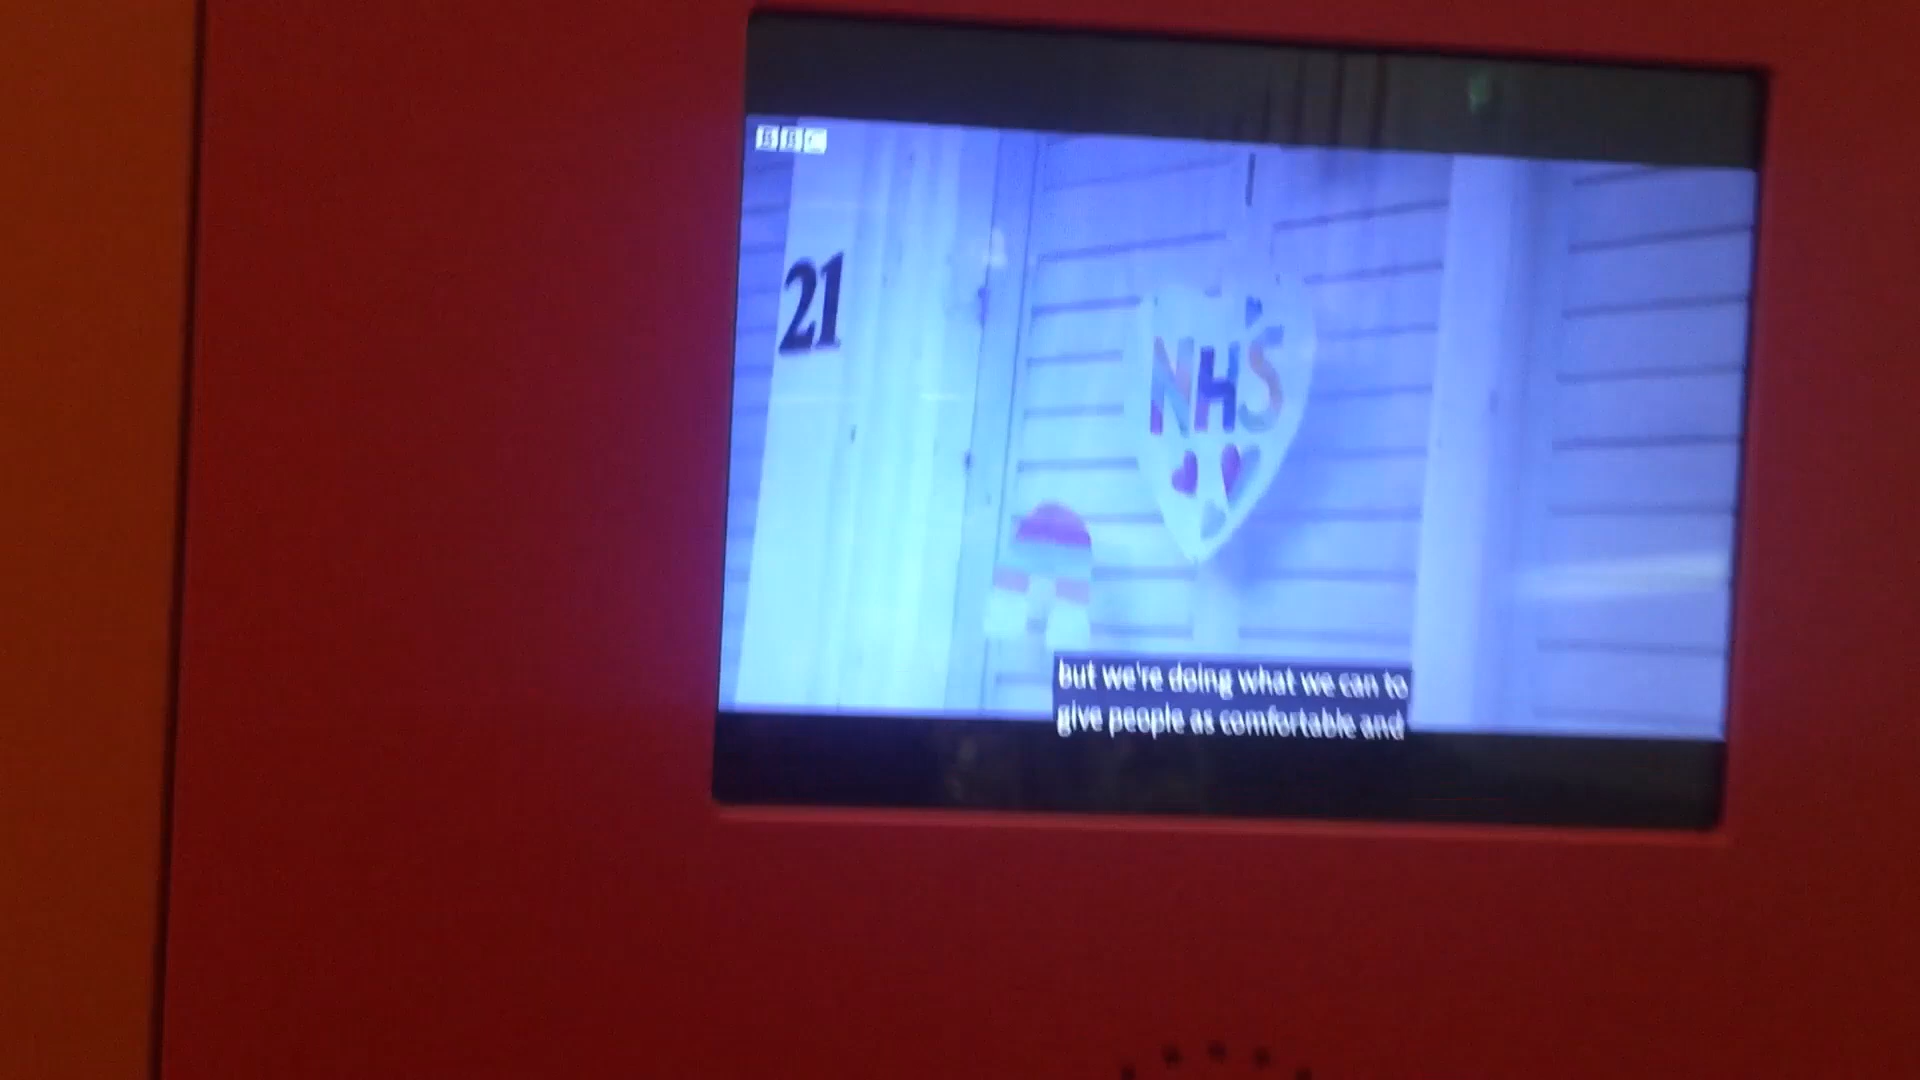 BBC
21
NHS
but we're doing what we can to
give people as comfortable and